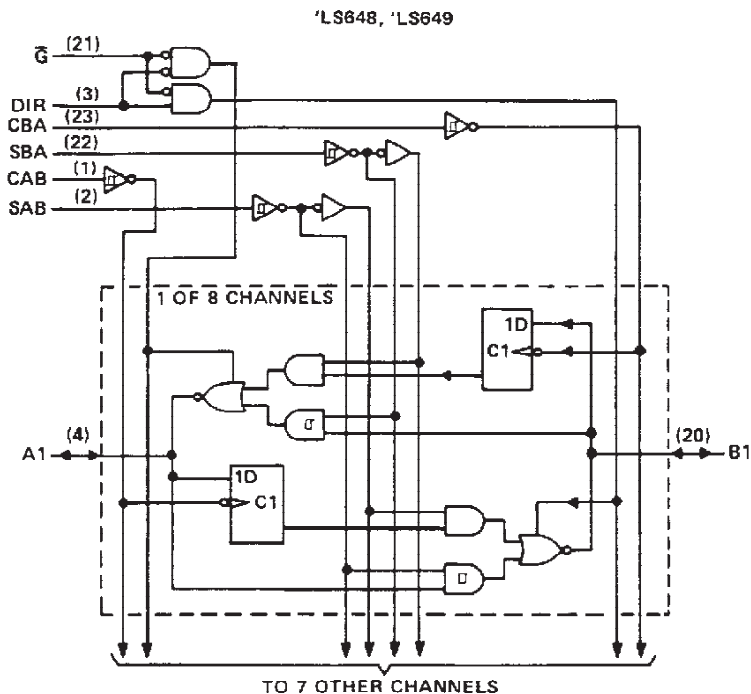 'LS648, 'LS649
G̅ (21)
DIR (3)
CBA (23)
SBA (22)
CAB (1)
SAB (2)
1 OF 8 CHANNELS
1D
C1
A1 (4)
(20) B1
1D
C1
TO 7 OTHER CHANNELS